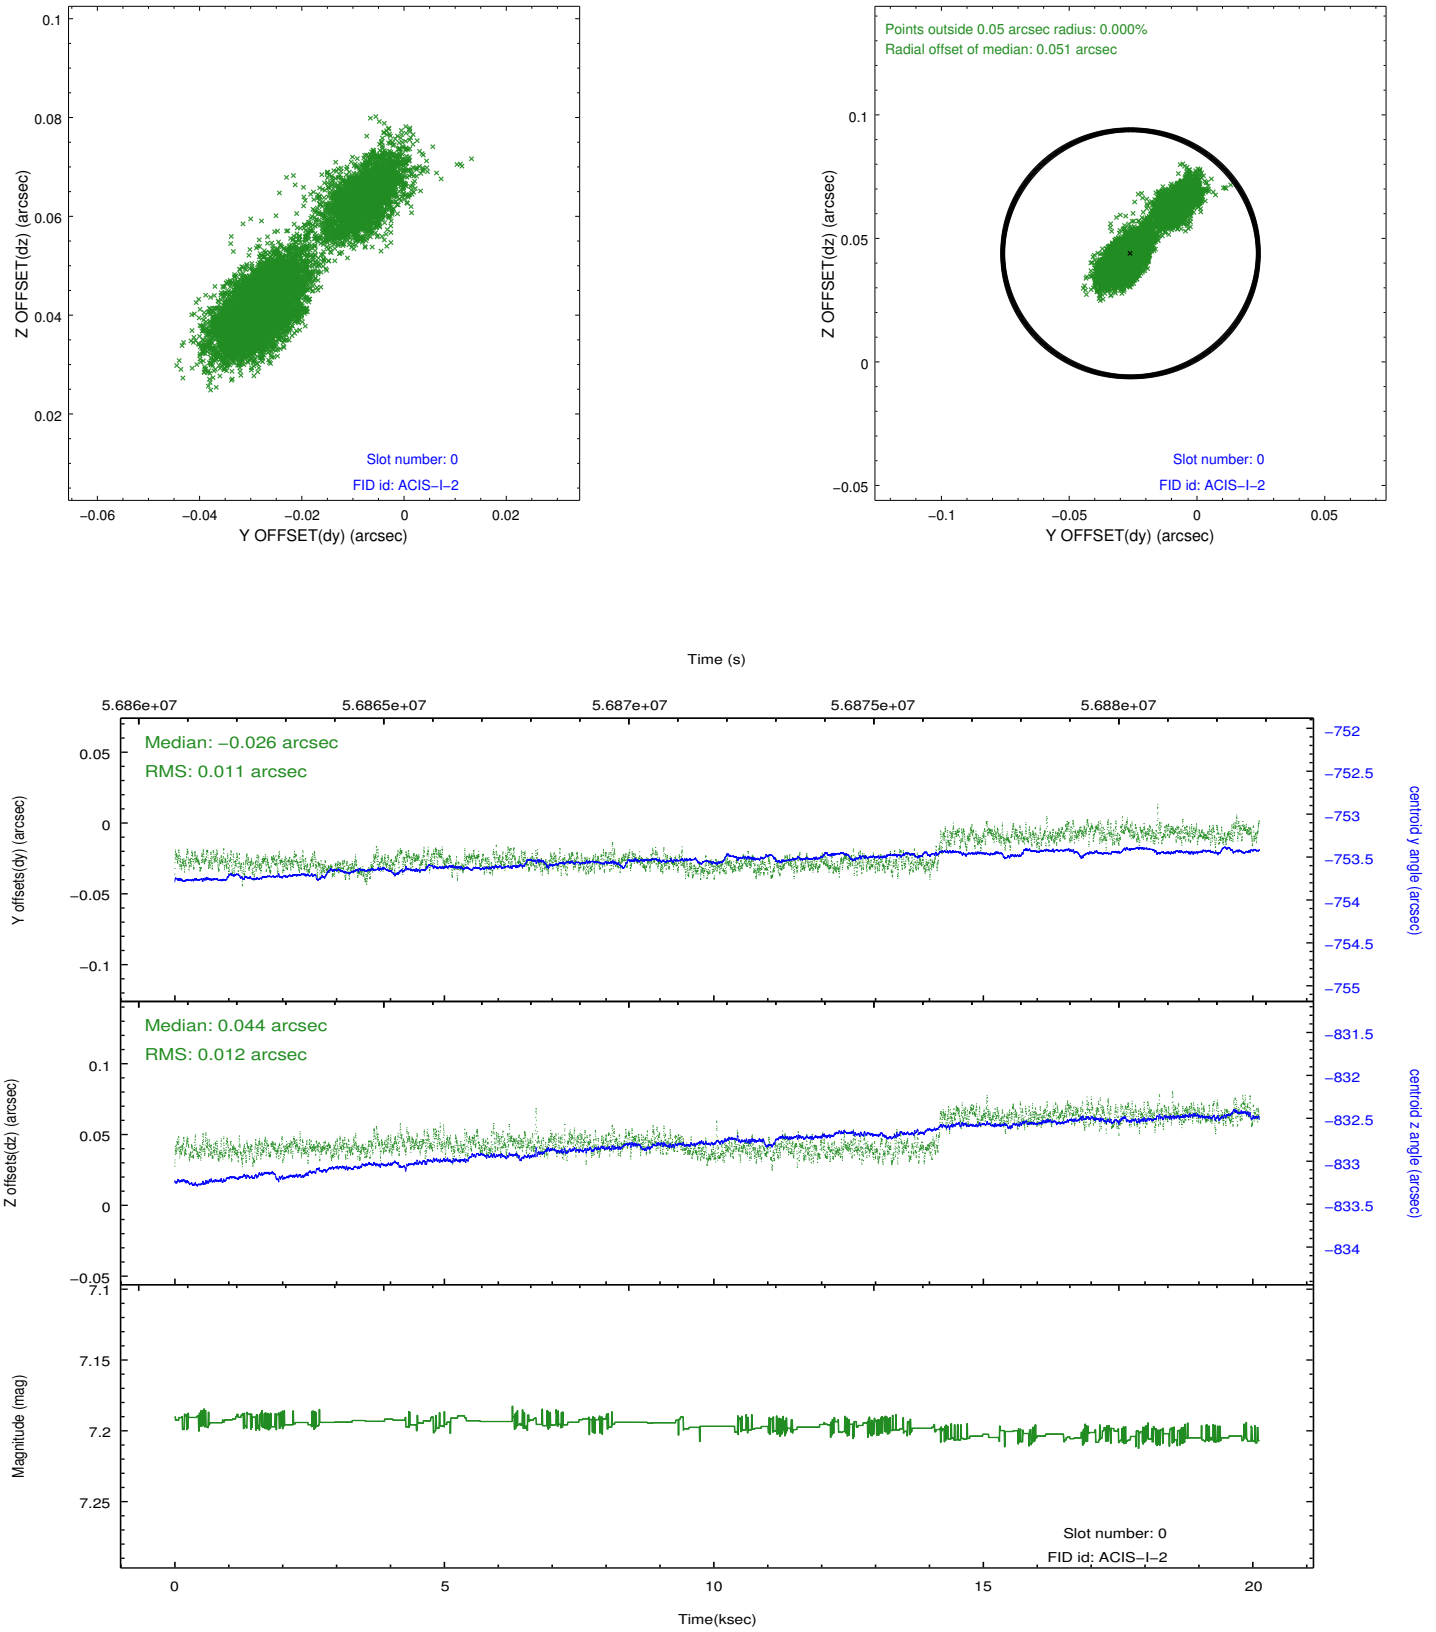 0.1
0.08
0.06
0.04
0.02
Z OFFSET(dz) (arcsec)
Slot number: 0
FID id: ACIS−I−2
−0.06 −0.04 −0.02 0 0.02
Y OFFSET(dy) (arcsec)
Points outside 0.05 arcsec radius: 0.000%
Radial offset of median: 0.051 arcsec
0.1
0.05
0
−0.05
Z OFFSET(dz) (arcsec)
Slot number: 0
FID id: ACIS−I−2
−0.1 −0.05 0 0.05
Y OFFSET(dy) (arcsec)
Time (s)
5.686e+07 5.6865e+07 5.687e+07 5.6875e+07 5.688e+07
Median: −0.026 arcsec
RMS: 0.011 arcsec
0.05
0
−0.05
−0.1
Y offsets(dy) (arcsec)
−752
−752.5
−753
−753.5
−754
−754.5
−755
centroid y angle (arcsec)
Median: 0.044 arcsec
RMS: 0.012 arcsec
0.1
0.05
0
−0.05
Z offsets(dz) (arcsec)
−831.5
−832
−832.5
−833
−833.5
−834
centroid z angle (arcsec)
7.1
7.15
7.2
7.25
Magnitude (mag)
Slot number: 0
FID id: ACIS−I−2
0 5 10 15 20
Time(ksec)